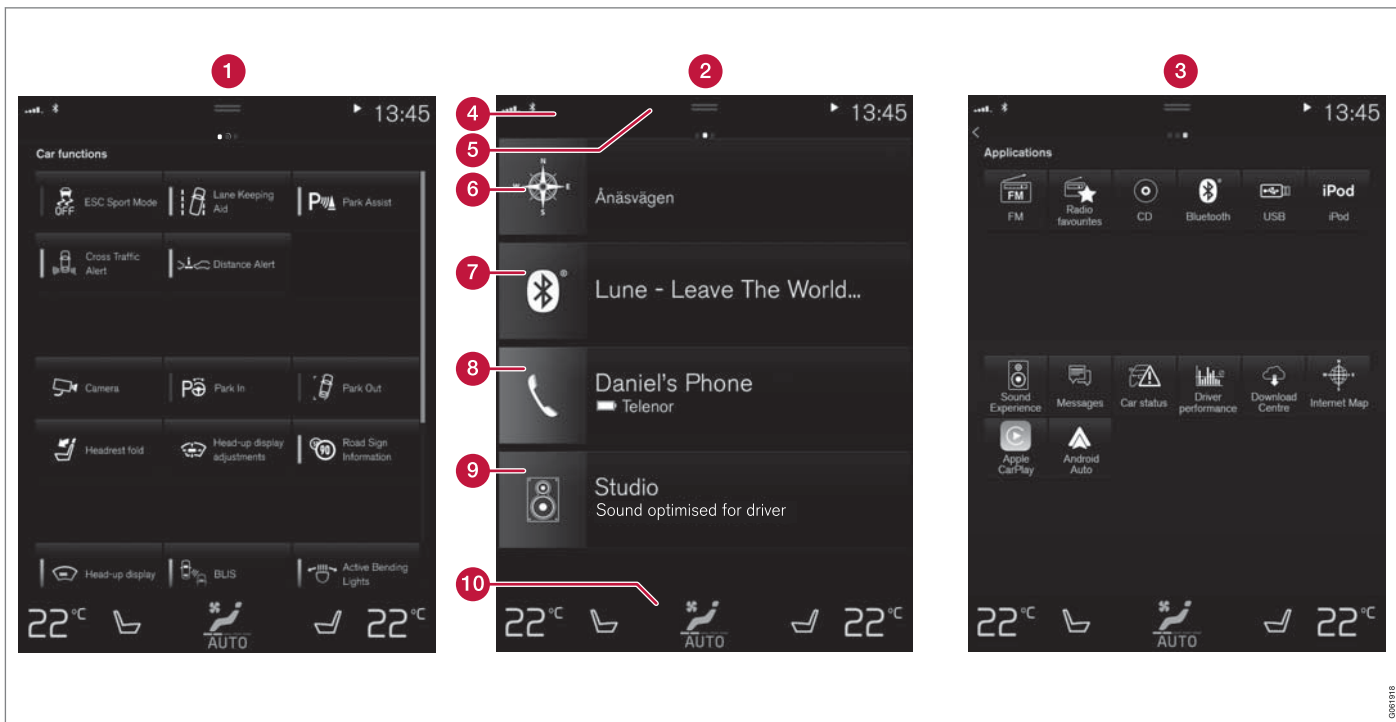 1
2
3
13:45
Car functions
OFF
ESC Sport Mode
Lane Keeping
Aid
P
Park Assist
Cross Traffic
Alert
Distance Alert
Camera
P
Park In
Park Out
Headrest fold
Head-up display
adjustments
90
Road Sign
Information
Head-up display
BLIS
Active Bending
Lights
22°C
AUTO
22°C
4
13:45
5
6
N
W
E
S
Ånäsvägen
7
Lune - Leave The World...
8
Daniel's Phone
Telenor
9
Studio
Sound optimised for driver
10
22°C
AUTO
22°C
13:45
<
Applications
FM
FM
Radio
favourites
CD
Bluetooth
USB
iPod
iPod
Sound
Experience
Messages
Car status
Driver
performance
Download
Centre
Internet Map
Apple
CarPlay
Android
Auto
22°C
AUTO
22°C
G061918